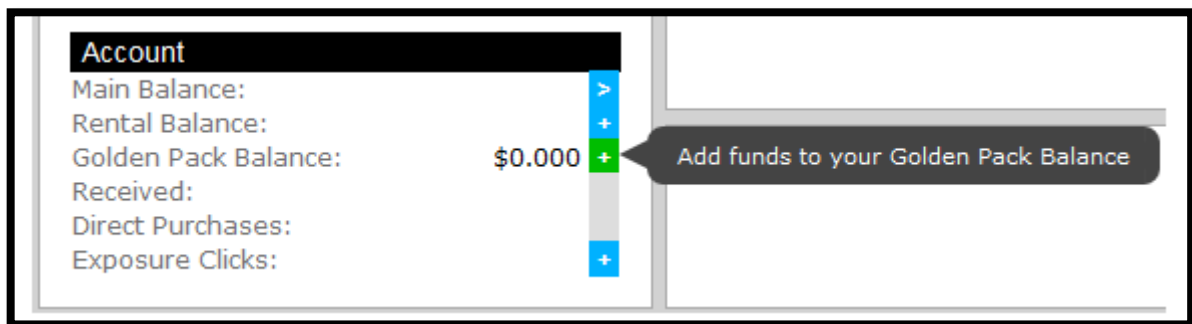 Account
Main Balance: >
Rental Balance: +
Golden Pack Balance: $0.000 + Add funds to your Golden Pack Balance
Received:
Direct Purchases:
Exposure Clicks: +